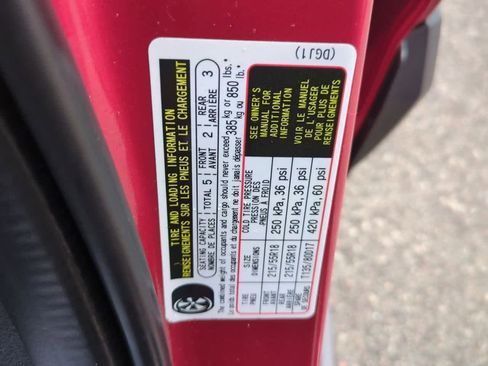 (DGJ1)
TIRE AND LOADING INFORMATION
RENSEIGNEMENTS SUR LES PNEUS ET LE CHARGEMENT
SEATING CAPACITY TOTAL 5 FRONT 2 REAR 3
NOMBRE DE PLACES AVANT ARRIÈRE
The combined weight of occupants and cargo should never exceed 385 kg or 850 lbs.
Le poids total des occupants et du chargement ne doit jamais dépasser 385 kg ou 850 lb.
TIRE SIZE COLD TIRE PRESSURE
PNEU DIMENSIONS PRESSION DES PNEUS À FROID
FRONT AVANT 215/55R18 250 kPa, 36 psi
REAR ARRIÈRE 215/55R18 250 kPa, 36 psi
SPARE DE SECOURS T135/80D17 420 kPa, 60 psi
SEE OWNER'S
MANUAL FOR
ADDITIONAL
INFORMATION
VOIR LE MANUEL
DE L'USAGER
POUR PLUS DE
RENSEIGNEMENTS